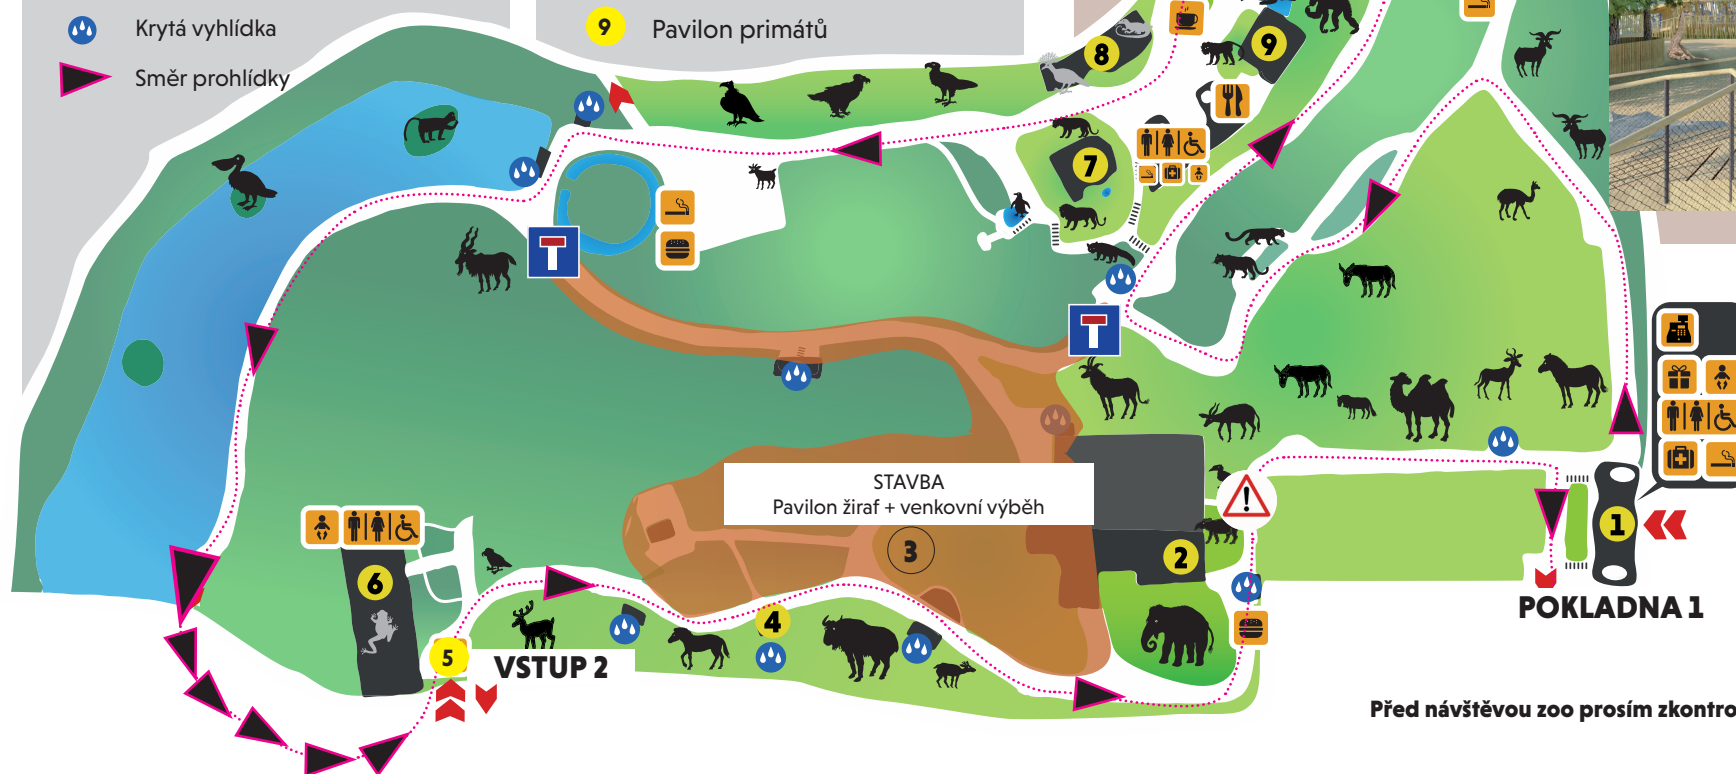 Krytá vyhlídka
Směr prohlídky
9 Pavilon primátů
8
9
7
STAVBA
Pavilon žiraf + venkovní výběh
3
2
1
POKLADNA 1
6
4
5
VSTUP 2
Před návštěvou zoo prosím zkontro